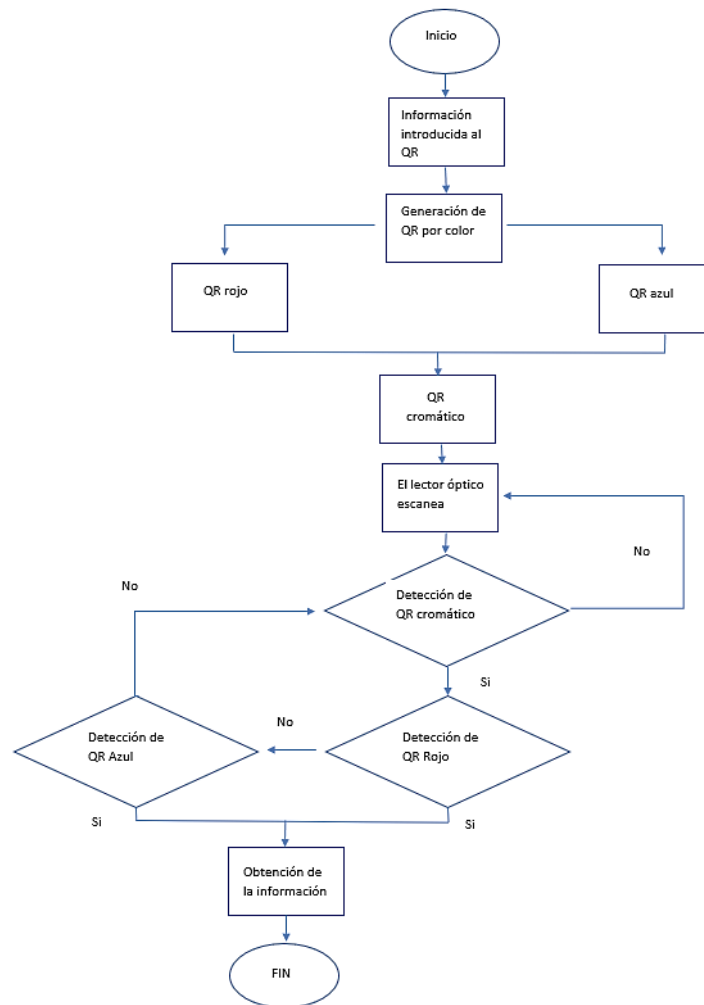 Inicio
Información
introducida al
QR
Generación de
QR por color
QR rojo
QR azul
QR
cromático
El lector óptico
escanea
No
No
Detección de
QR cromático
Si
No
Detección de
QR Azul
Detección de
QR Rojo
Si
Si
Obtención de
la información
FIN